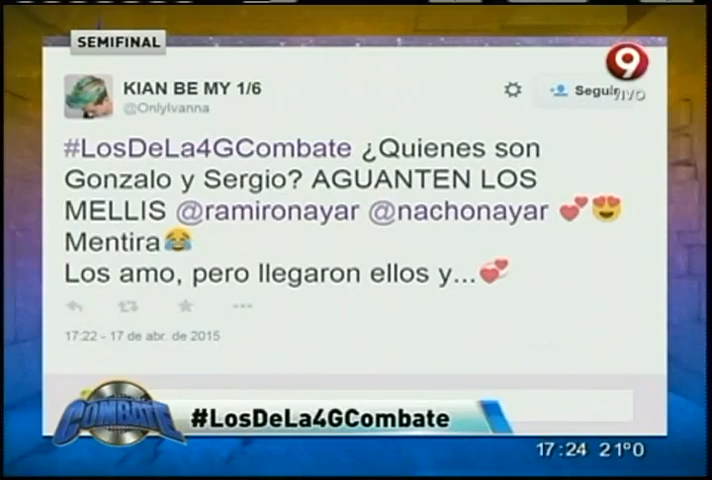 SEMIFINAL
9
VIVO
KIAN BE MY 1/6
@OnlyIvanna
Seguir
#LosDeLa4GCombate ¿Quienes son
Gonzalo y Sergio? AGUANTEN LOS
MELLIS @ramironayar @nachonayar 💕😍
Mentira😂
Los amo, pero llegaron ellos y...💞
17:22 - 17 de abr. de 2015
COMBATE
#LosDeLa4GCombate
17:24 21°0